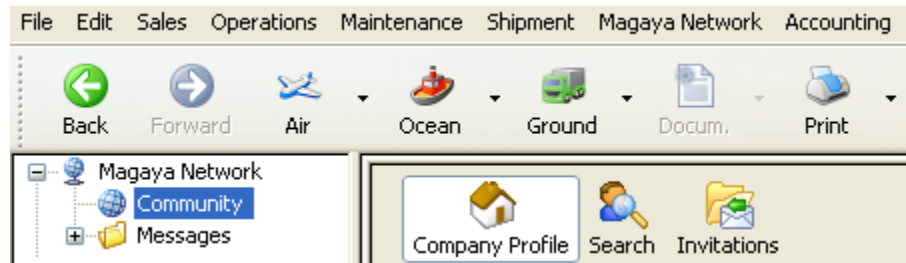 File Edit Sales Operations Maintenance Shipment Magaya Network Accounting
Back Forward Air Ocean Ground Docum. Print
Magaya Network
Community
Messages
Company Profile Search Invitations